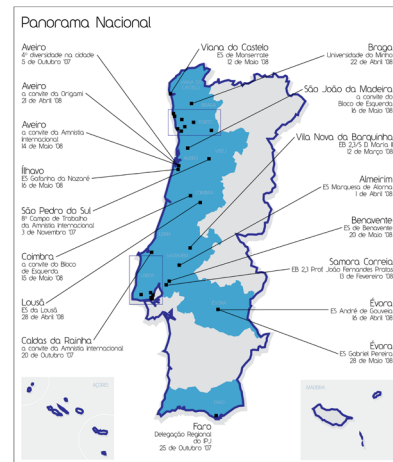 Panorama Nacional
Aveiro
4ª diversidade na cidade
5 de Outubro '07
Aveiro
a convite da Origami
21 de Abril '08
Aveiro
a convite da Amnistia
Internacional
14 de Maio '08
Ílhavo
ES Gafanha da Nazaré
16 de Maio '08
São Pedro do Sul
8º Campo de Trabalho
da Amnistia Internacional
3 de Novembro '07
Coimbra
a convite do Bloco
de Esquerda
15 de Maio '08
Lousã
ES da Lousã
28 de Abril '08
Caldas da Rainha
a convite da Amnistia Internacional
20 de Outubro '07
Viana do Castelo
ES de Monserrate
12 de Maio '08
Braga
Universidade do Minho
22 de Abril '08
São João da Madeira
a convite do
Bloco de Esquerda
16 de Maio '08
Vila Nova da Barquinha
EB 2,3/S D. Maria II
12 de Março '08
Almeirim
ES Marquesa de Alorna
1 de Abril '08
Benavente
ES de Benavente
20 de Maio '08
Samora Correia
EB 2,3 Prof. João Fernandes Pratas
13 de Fevereiro '08
Évora
ES André de Gouveia
16 de Abril '08
Évora
ES Gabriel Pereira
28 de Maio '08
Faro
Delegação Regional
do IPJ
25 de Outubro '07
AÇORES
MADEIRA